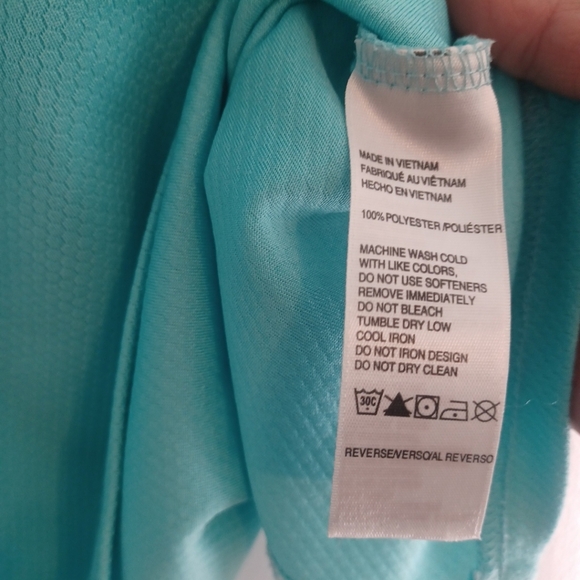 MADE IN VIETNAM
FABRIQUÉ AU VIÊTNAM
HECHO EN VIETNAM
100% POLYESTER /POLIÉSTER
MACHINE WASH COLD
WITH LIKE COLORS,
DO NOT USE SOFTENERS
REMOVE IMMEDIATELY
DO NOT BLEACH
TUMBLE DRY LOW
COOL IRON
DO NOT IRON DESIGN
DO NOT DRY CLEAN
30C
REVERSE/VERSO/AL REVERSO